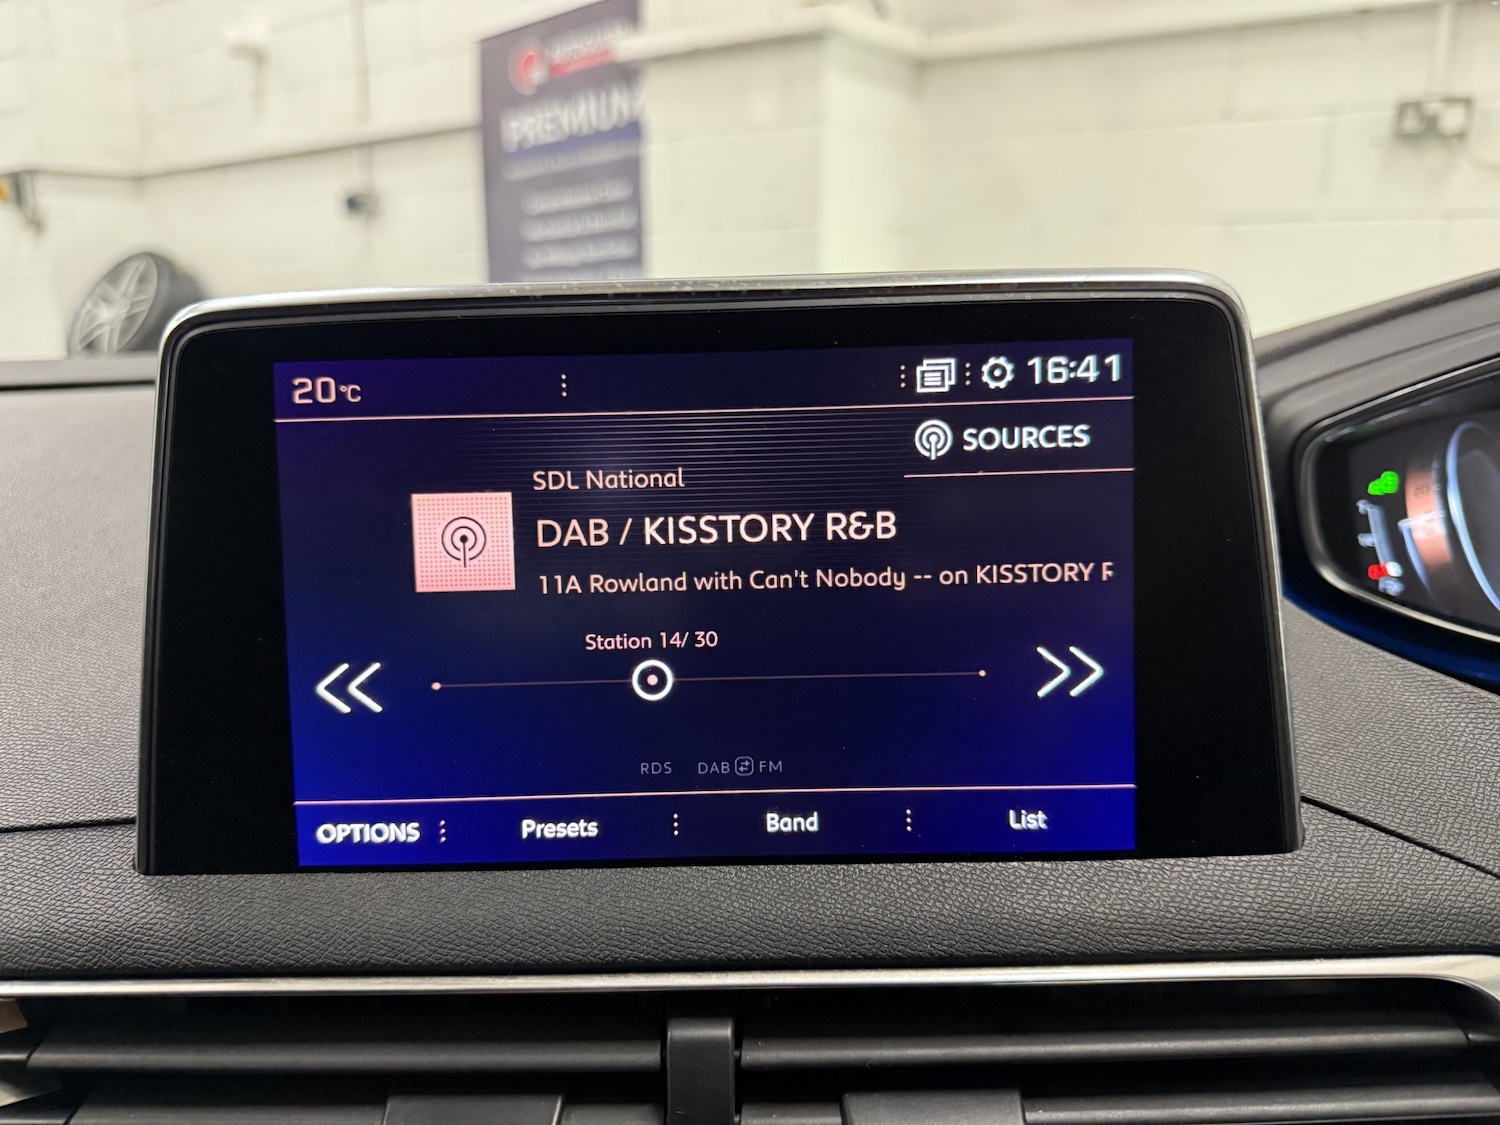 PREMIUM
20°C
16:41
SOURCES
SDL National
DAB / KISSTORY R&B
11A Rowland with Can't Nobody -- on KISSTORY R
Station 14/ 30
RDS DAB FM
OPTIONS Presets Band List